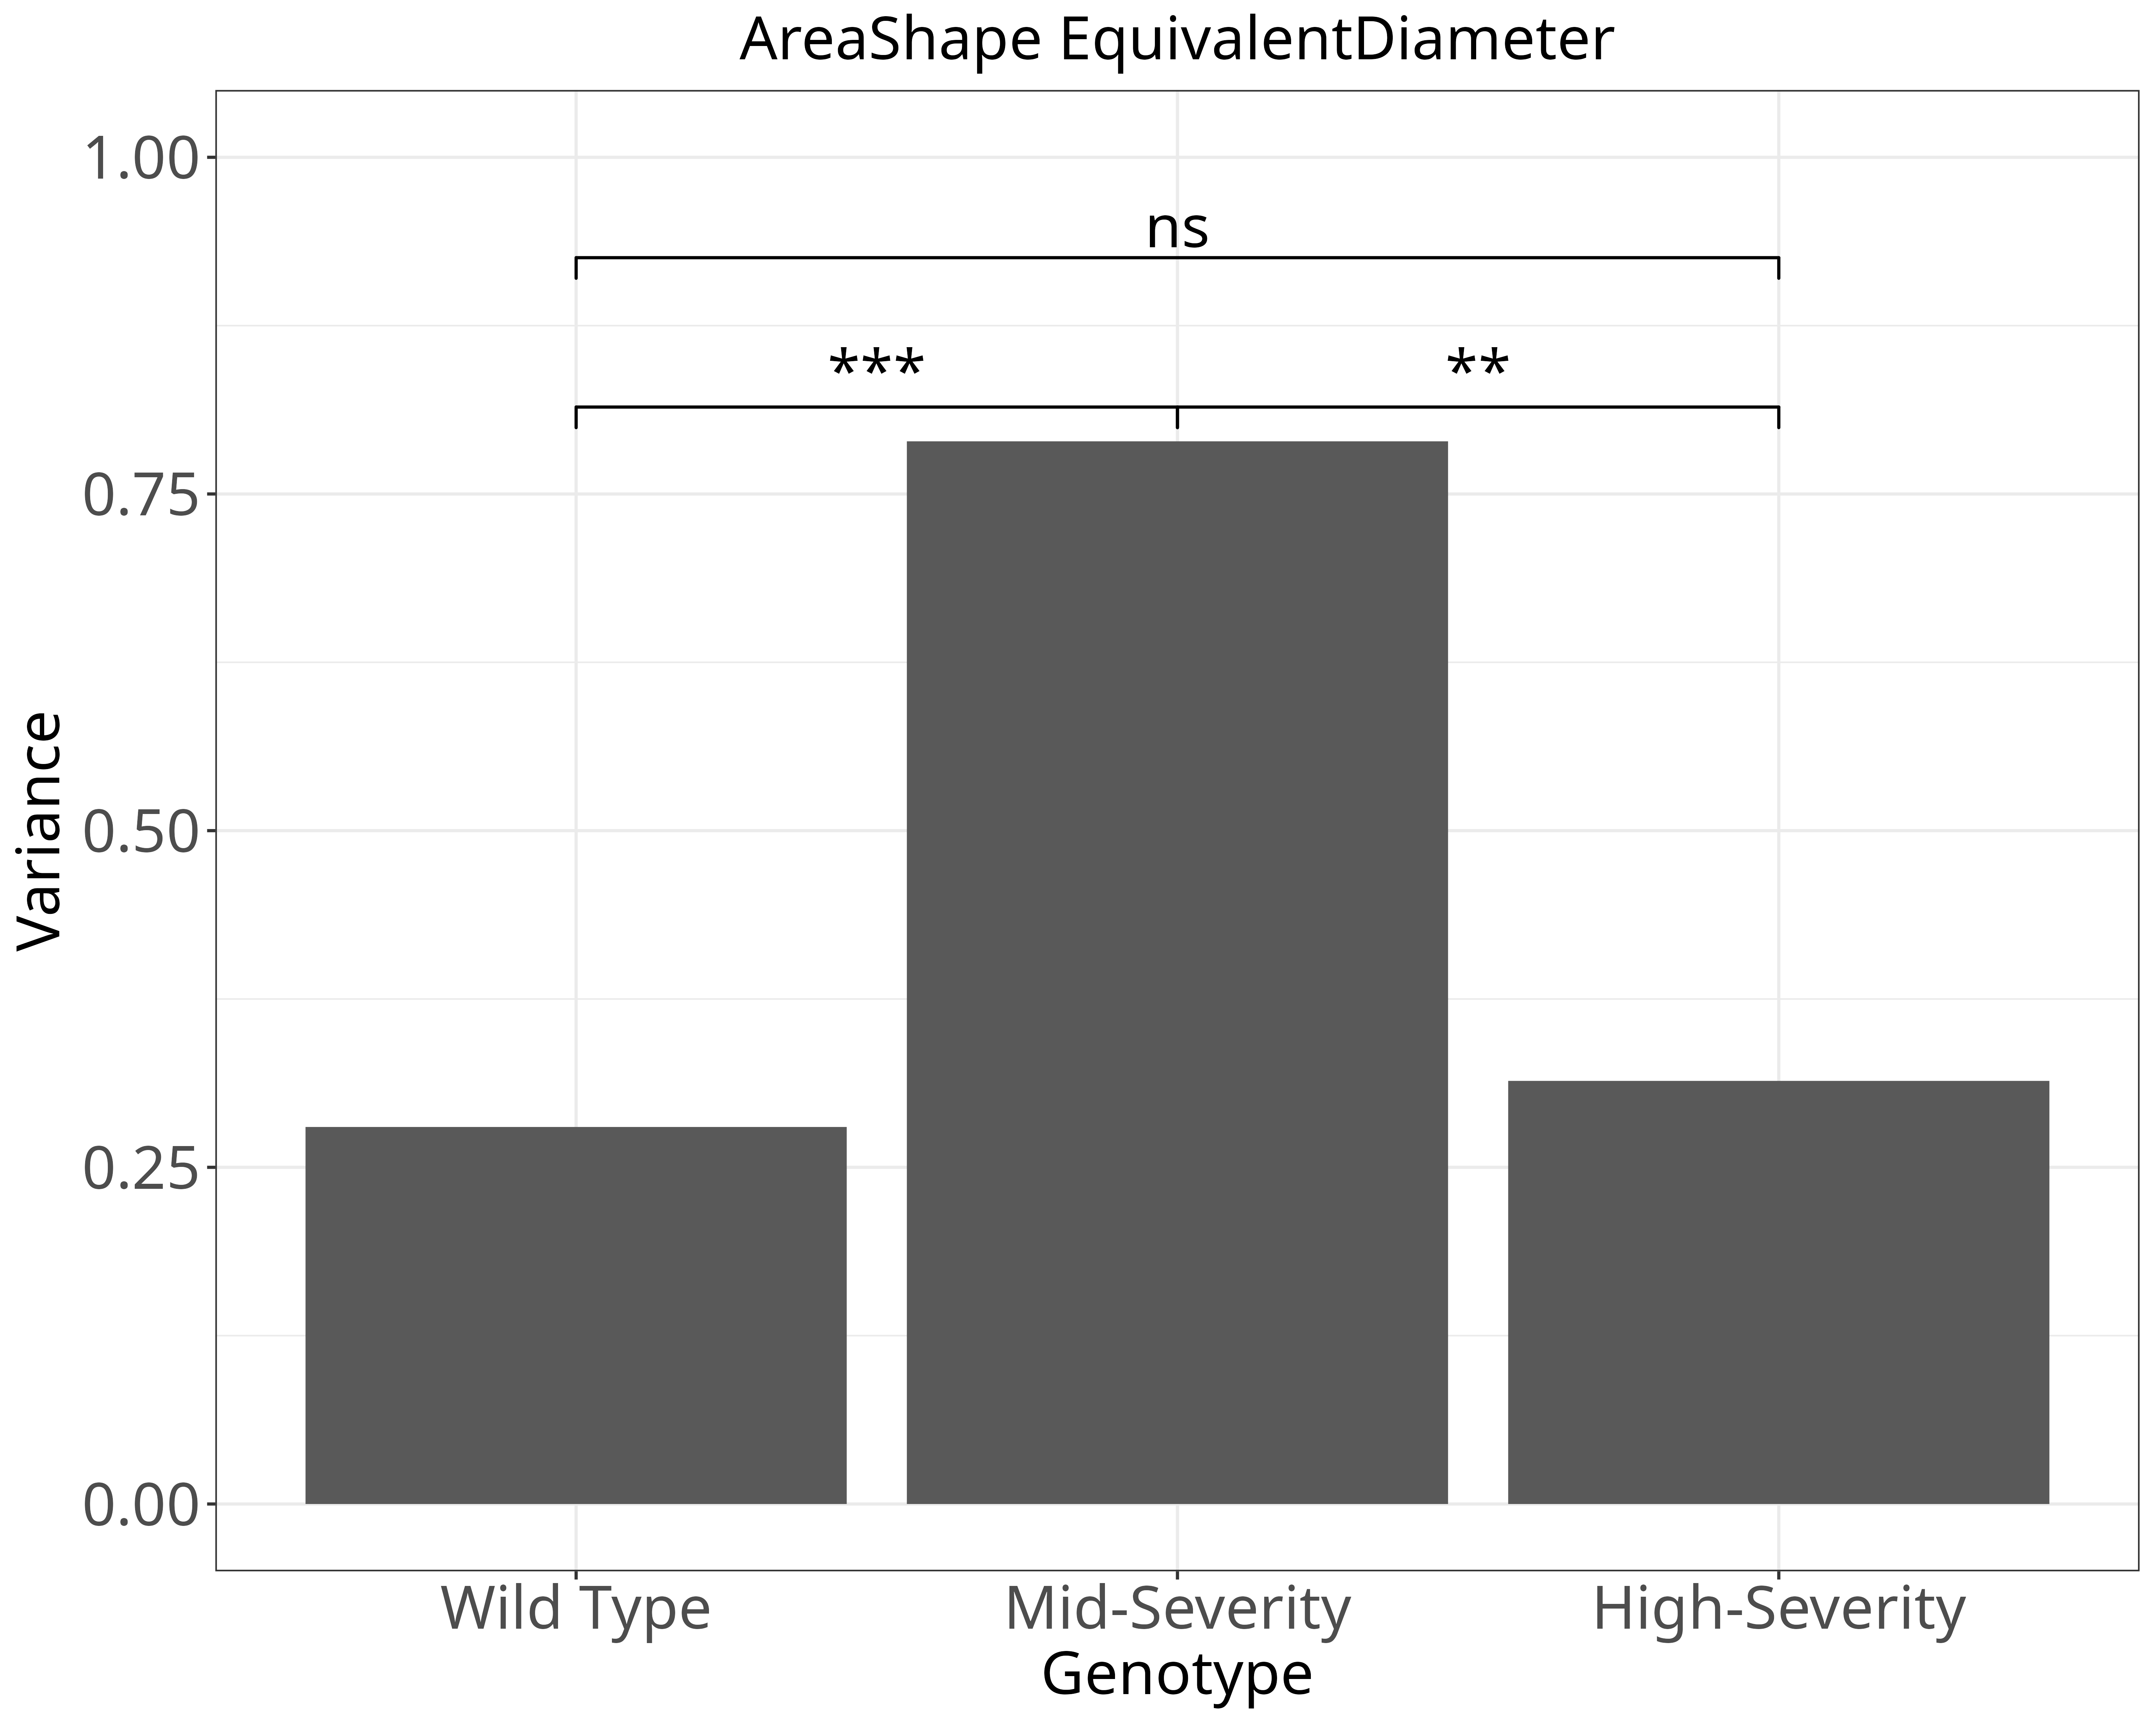 AreaShape EquivalentDiameter
1.00
ns
***
**
0.75
0.50
0.25
0.00
Variance
Wild Type
Mid-Severity
High-Severity
Genotype